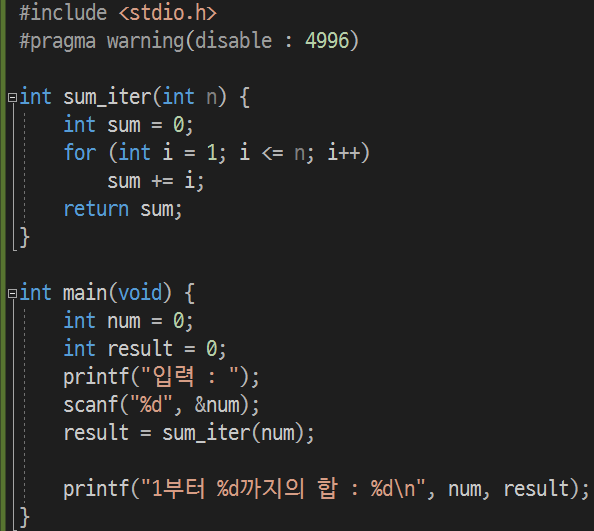 #include <stdio.h>
#pragma warning(disable : 4996)
int sum_iter(int n) {
    int sum = 0;
    for (int i = 1; i <= n; i++)
        sum += i;
    return sum;
}
int main(void) {
    int num = 0;
    int result = 0;
    printf("입력 : ");
    scanf("%d", &num);
    result = sum_iter(num);
    printf("1부터 %d까지의 합 : %d\n", num, result);
}